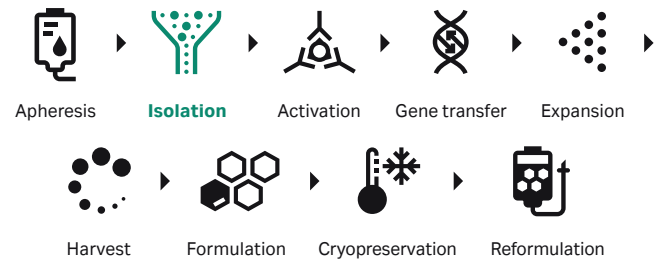 Apheresis Isolation Activation Gene transfer Expansion
Harvest Formulation Cryopreservation Reformulation